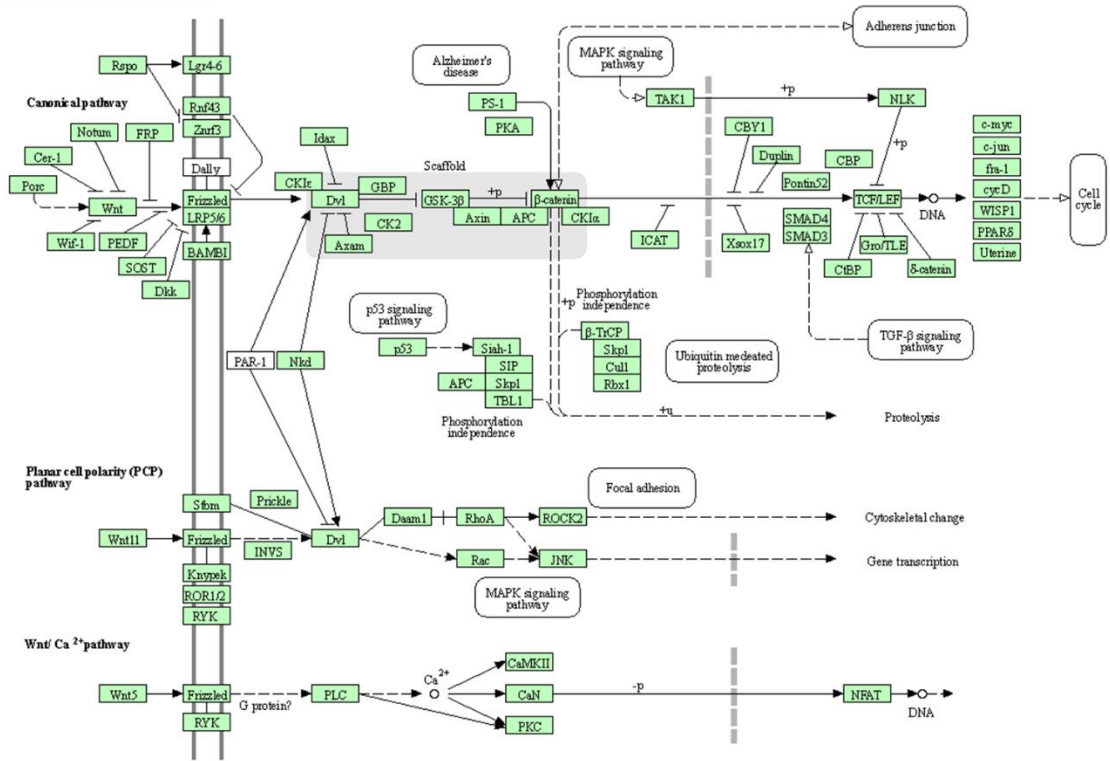 Adherens junction
Alzheimer's
disease
MAPK signaling
pathway
Rspo
Lgr4-6
Canonical pathway
Rnf43
Znrf3
PS-1
PKA
TAK1
+p
NLK
Notum
FRP
Idax
CBY1
Duplin
CBP
+p
c-myc
c-jun
fra-1
cycD
WISP1
PPARδ
Uterine
Cell
cycle
Cer-1
Porc
Wnt
Dally
Frizzled
LRP5/6
BAMBI
Scaffold
CKIε
Dvl
GBP
GSK-3β
+p
β-catenin
Axin
APC
CKIα
CK2
Axam
Pontin52
TCF/LEF
DNA
SMAD4
SMAD3
Gro/TLE
CtBP
δ-catenin
Wif-1
PEDF
SOST
Dkk
ICAT
Xsox17
p53 signaling
pathway
+p
Phosphorylation
independence
TGF-β signaling
pathway
PAR-1
Nkd
p53
Siah-1
SIP
APC
Skp1
TBL1
β-TrCP
Skp1
Cul1
Rbx1
Ubiquitin medeated
proteolysis
Phosphorylation
independence
+u
Proteolysis
Planar cell polarity (PCP)
pathway
Stbm
Prickle
Focal adhesion
Daam1
RhoA
ROCK2
Cytoskeletal change
Wnt11
Frizzled
INVS
Dvl
Rac
JNK
Gene transcription
Knypek
ROR1/2
RYK
MAPK signaling
pathway
Wnt/ Ca 2+ pathway
CaMKII
Wnt5
Frizzled
G protein?
PLC
Ca2+
CaN
-p
NFAT
DNA
RYK
PKC